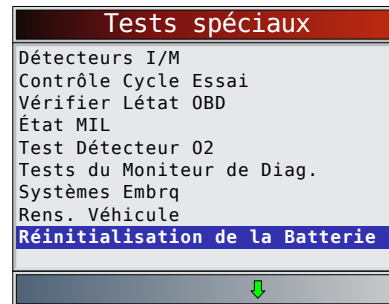 Tests spéciaux
Détecteurs I/M
Contrôle Cycle Essai
Vérifier Létat OBD
État MIL
Test Détecteur O2
Tests du Moniteur de Diag.
Systèmes Embrq
Rens. Véhicule
Réinitialisation de la Batterie